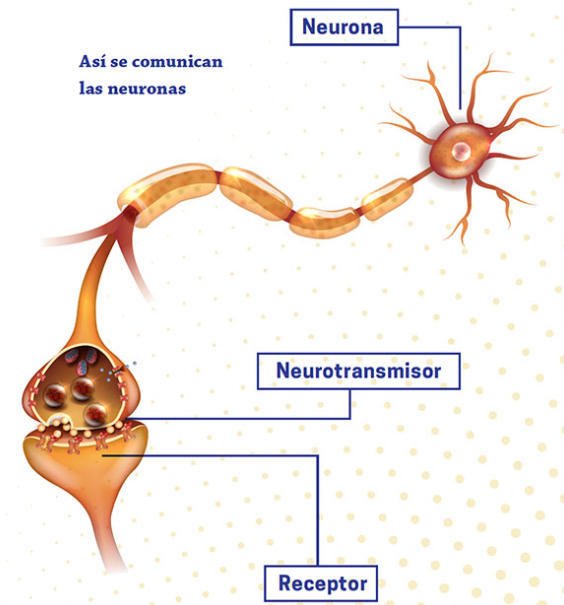 Neurona
Así se comunican
las neuronas
Neurotransmisor
Receptor